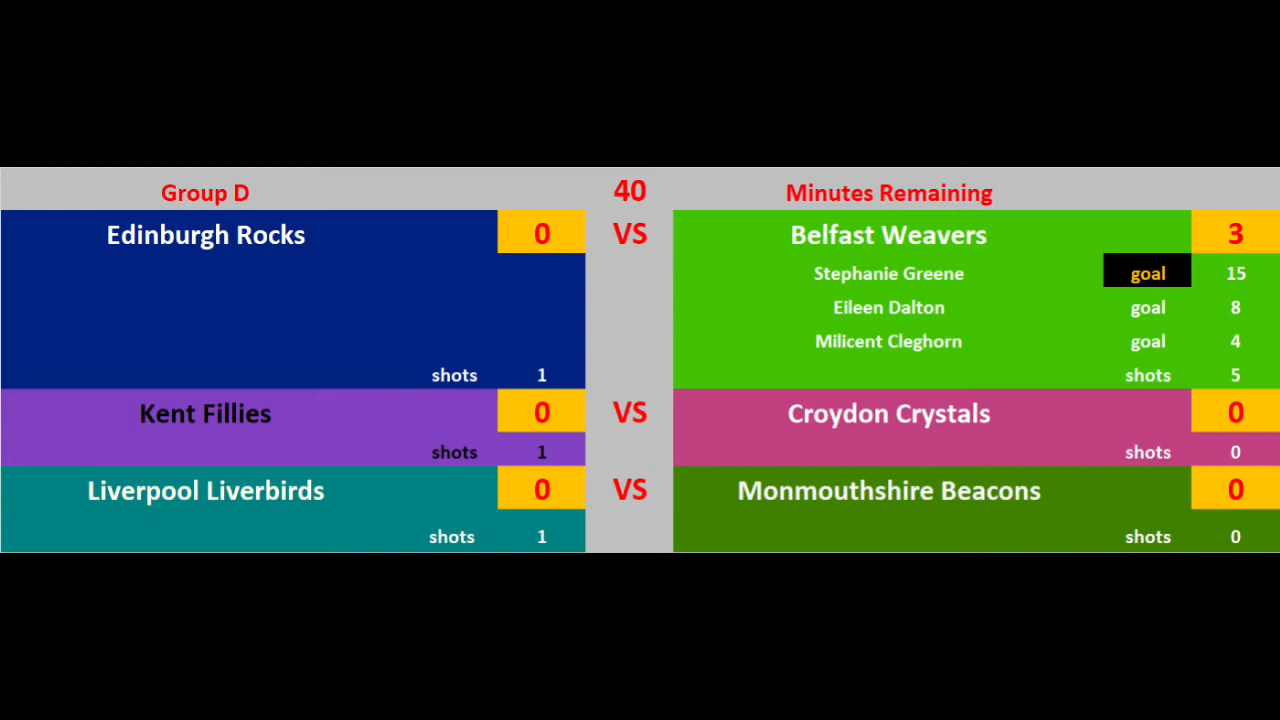 Group D 40 Minutes Remaining
Edinburgh Rocks 0 VS Belfast Weavers 3
Stephanie Greene goal 15
Eileen Dalton goal 8
Milicent Cleghorn goal 4
shots 1 shots 5
Kent Fillies 0 VS Croydon Crystals 0
shots 1 shots 0
Liverpool Liverbirds 0 VS Monmouthshire Beacons 0
shots 1 shots 0